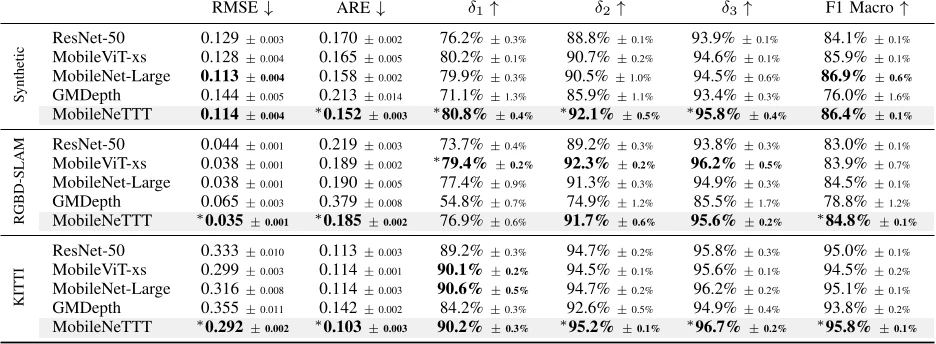 RMSE ↓ ARE ↓ δ1 ↑ δ2 ↑ δ3 ↑ F1 Macro ↑
Synthetic
ResNet-50 0.129 ± 0.003 0.170 ± 0.002 76.2% ± 0.3% 88.8% ± 0.1% 93.9% ± 0.1% 84.1% ± 0.1%
MobileViT-xs 0.128 ± 0.004 0.165 ± 0.005 80.2% ± 0.1% 90.7% ± 0.2% 94.6% ± 0.1% 85.9% ± 0.1%
MobileNet-Large 0.113 ± 0.004 0.158 ± 0.002 79.9% ± 0.3% 90.5% ± 1.0% 94.5% ± 0.6% 86.9% ± 0.6%
GMDepth 0.144 ± 0.005 0.213 ± 0.014 71.1% ± 1.3% 85.9% ± 1.1% 93.4% ± 0.3% 76.0% ± 1.6%
MobileNeTTT 0.114 ± 0.004 *0.152 ± 0.003 *80.8% ± 0.4% *92.1% ± 0.5% *95.8% ± 0.4% 86.4% ± 0.1%
RGBD-SLAM
ResNet-50 0.044 ± 0.001 0.219 ± 0.003 73.7% ± 0.4% 89.2% ± 0.3% 93.8% ± 0.3% 83.0% ± 0.1%
MobileViT-xs 0.038 ± 0.001 0.189 ± 0.002 *79.4% ± 0.2% 92.3% ± 0.2% 96.2% ± 0.5% 83.9% ± 0.7%
MobileNet-Large 0.038 ± 0.001 0.190 ± 0.005 77.4% ± 0.9% 91.3% ± 0.3% 94.9% ± 0.3% 84.5% ± 0.1%
GMDepth 0.065 ± 0.003 0.379 ± 0.008 54.8% ± 0.7% 74.9% ± 1.2% 85.5% ± 1.7% 78.8% ± 1.2%
MobileNeTTT *0.035 ± 0.001 *0.185 ± 0.002 76.9% ± 0.6% 91.7% ± 0.6% 95.6% ± 0.2% *84.8% ± 0.1%
KITTI
ResNet-50 0.333 ± 0.010 0.113 ± 0.003 89.2% ± 0.3% 94.7% ± 0.2% 95.8% ± 0.3% 95.0% ± 0.1%
MobileViT-xs 0.299 ± 0.003 0.114 ± 0.001 90.1% ± 0.2% 94.5% ± 0.1% 95.6% ± 0.1% 94.5% ± 0.2%
MobileNet-Large 0.316 ± 0.008 0.114 ± 0.003 90.6% ± 0.5% 94.7% ± 0.2% 96.2% ± 0.2% 95.1% ± 0.1%
GMDepth 0.355 ± 0.011 0.142 ± 0.002 84.2% ± 0.3% 92.6% ± 0.5% 94.9% ± 0.4% 93.8% ± 0.2%
MobileNeTTT *0.292 ± 0.002 *0.103 ± 0.003 90.2% ± 0.3% *95.2% ± 0.1% *96.7% ± 0.2% *95.8% ± 0.1%